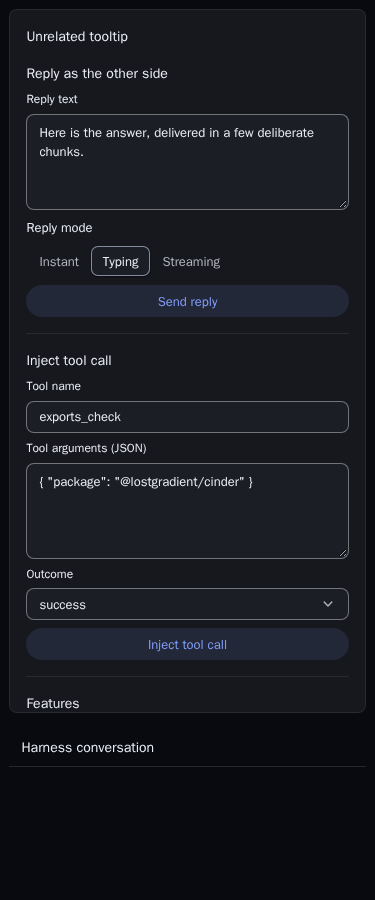 Unrelated tooltip
Reply as the other side
Reply text
Here is the answer, delivered in a few deliberate
chunks.
Reply mode
Instant Typing Streaming
Send reply
Inject tool call
Tool name
exports_check
Tool arguments (JSON)
{ "package": "@lostgradient/cinder" }
Outcome
success
Inject tool call
Features
Harness conversation